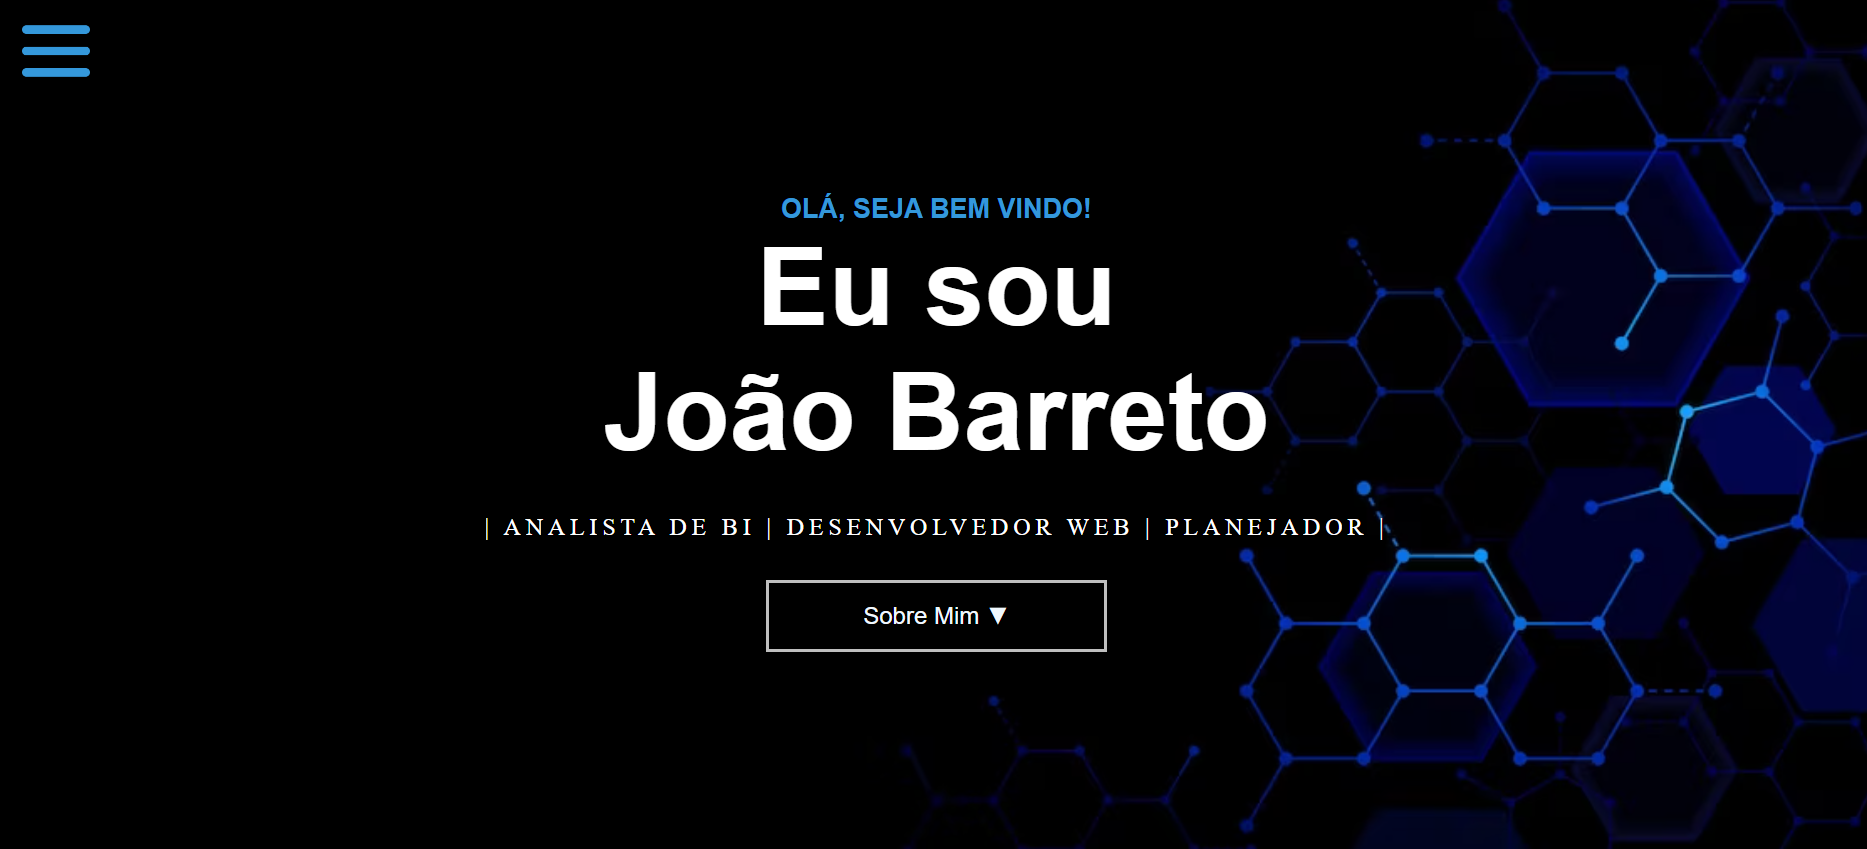 OLÁ, SEJA BEM VINDO!
Eu sou
João Barreto
| ANALISTA DE BI | DESENVOLVEDOR WEB | PLANEJADOR |
Sobre Mim ▼